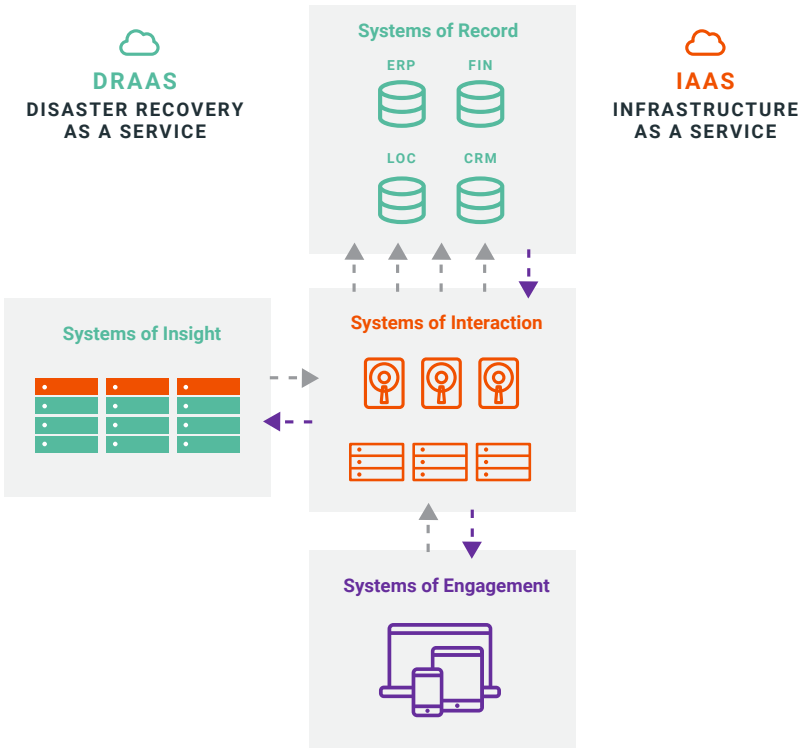 DRAAS
DISASTER RECOVERY
AS A SERVICE
Systems of Record
ERP FIN
LOC CRM
IAAS
INFRASTRUCTURE
AS A SERVICE
Systems of Insight
Systems of Interaction
Systems of Engagement